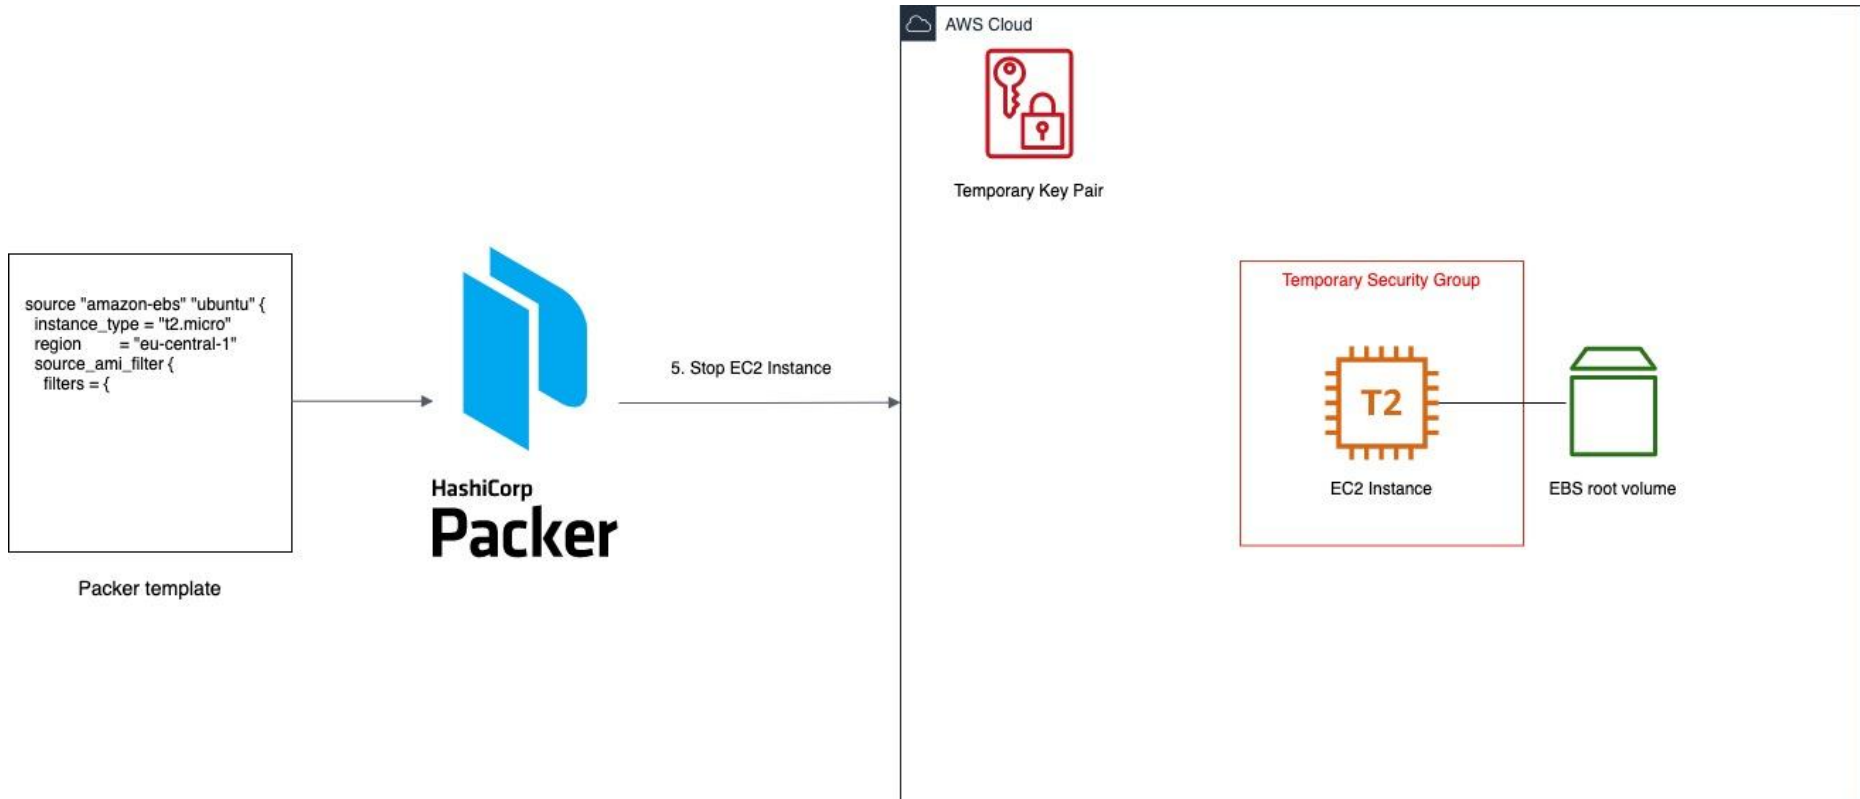 AWS Cloud
Temporary Key Pair
source "amazon-ebs" "ubuntu" {
instance_type = "t2.micro"
region = "eu-central-1"
source_ami_filter {
filters = {
Packer template
HashiCorp
Packer
5. Stop EC2 Instance
Temporary Security Group
T2
EC2 Instance
EBS root volume